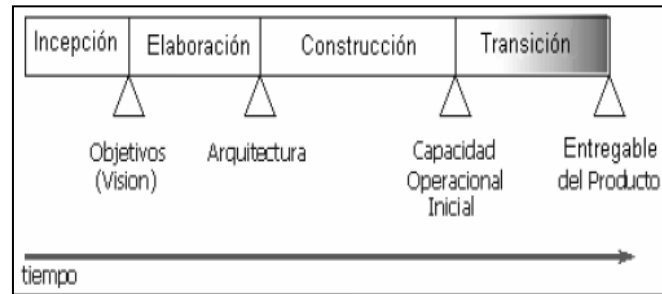 Incepción Elaboración Construcción Transición
Objetivos
(Vision)
Arquitectura
Capacidad
Operacional
Inicial
Entregable
del Producto
tiempo